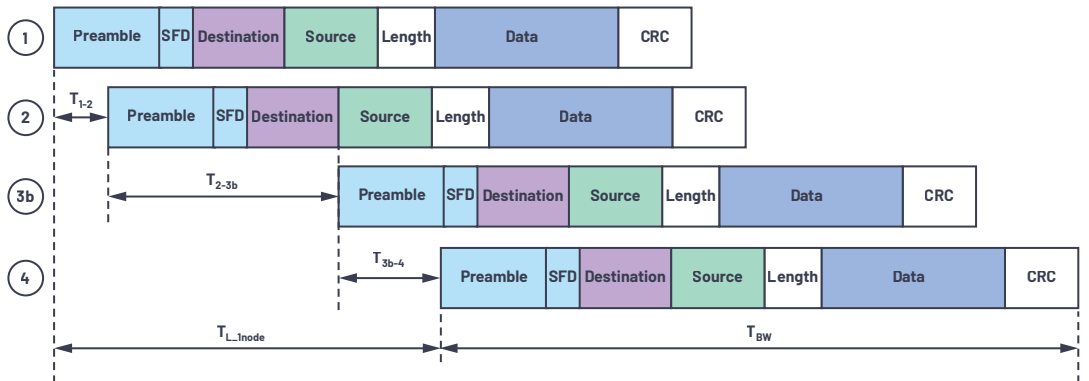 1 Preamble SFD Destination Source Length Data CRC
T1-2
2 Preamble SFD Destination Source Length Data CRC
T2-3b
3b Preamble SFD Destination Source Length Data CRC
T3b-4
4 Preamble SFD Destination Source Length Data CRC
TL_1node TBW